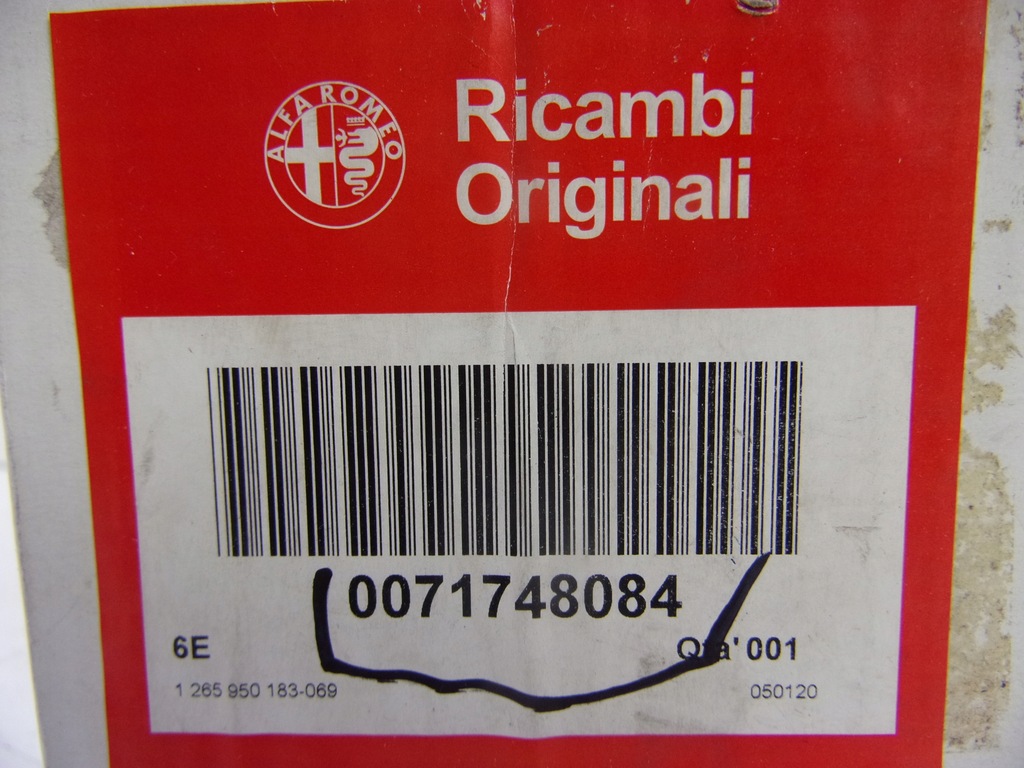 ALFA ROMEO
Ricambi
Originali
0071748084
6E
Qta' 001
1 265 950 183-069
050120